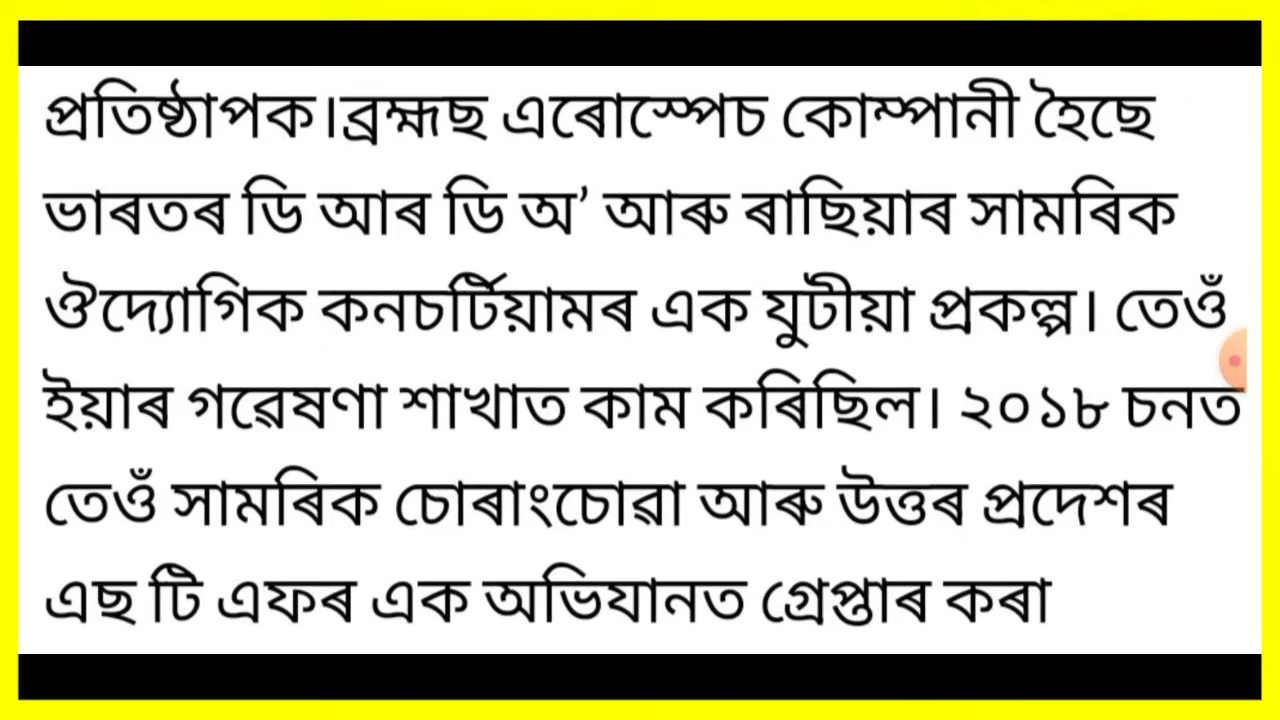 প্ৰতিষ্ঠাপক।ব্ৰহ্মছ এৰোস্পেচ কোম্পানী হৈছে
ভাৰতৰ ডি আৰ ডি অ’ আৰু ৰাছিয়াৰ সামৰিক
ঔদ্যোগিক কনচৰ্টিয়ামৰ এক যুটীয়া প্ৰকল্প। তেওঁ
ইয়াৰ গৱেষণা শাখাত কাম কৰিছিল। ২০১৮ চনত
তেওঁ সামৰিক চোৰাংচোৱা আৰু উত্তৰ প্ৰদেশৰ
এছ টি এফৰ এক অভিযানত গ্ৰেপ্তাৰ কৰা